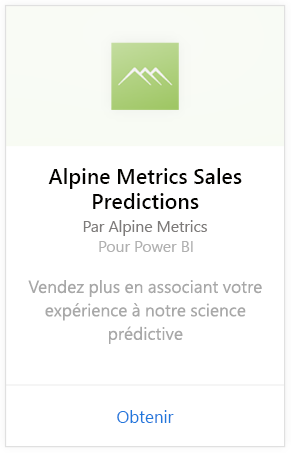 Alpine Metrics Sales
Predictions
Par Alpine Metrics
Pour Power BI
Vendez plus en associant votre
expérience à notre science
prédictive
Obtenir